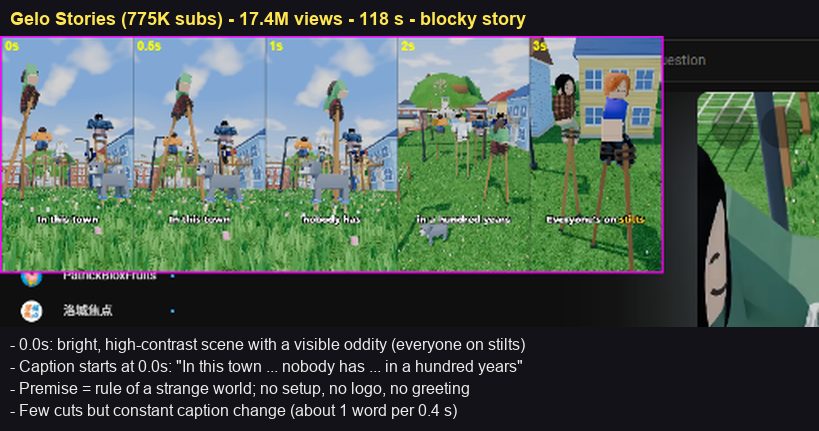 Gelo Stories (775K subs) - 17.4M views - 118 s - blocky story
0s
0.6s
1s
2s
3s
In this town
In this town
nobody has
in a hundred years
Everyone's on stilts
PatrickBloxFruits
洛城焦点
- 0.0s: bright, high-contrast scene with a visible oddity (everyone on stilts)
- Caption starts at 0.0s: "In this town ... nobody has ... in a hundred years"
- Premise = rule of a strange world; no setup, no logo, no greeting
- Few cuts but constant caption change (about 1 word per 0.4 s)